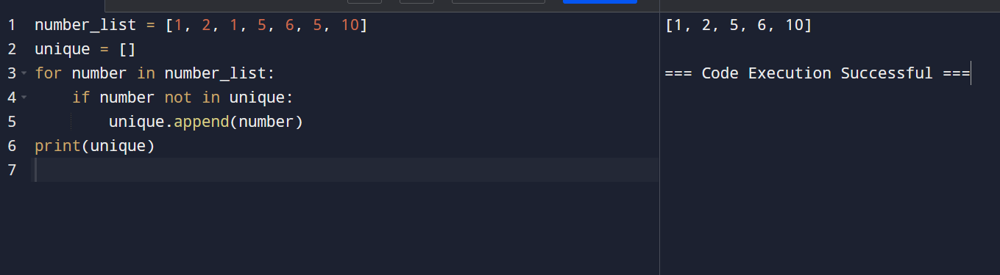 1 number_list = [1, 2, 1, 5, 6, 5, 10]
2 unique = []
3 for number in number_list:
4     if number not in unique:
5         unique.append(number)
6 print(unique)
7
[1, 2, 5, 6, 10]
=== Code Execution Successful ===